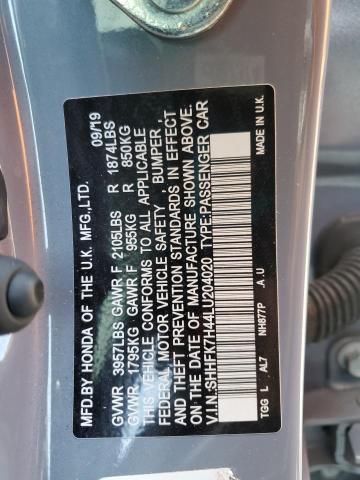 MFD.BY HONDA OF THE U.K. MFG.,LTD. 09/19
GVWR 3957LBS GAWR F 2105LBS R 1874LBS
GVWR 1795KG GAWR F 955KG R 850KG
THIS VEHICLE CONFORMS TO ALL APPLICABLE
FEDERAL MOTOR VEHICLE SAFETY , BUMPER ,
AND THEFT PREVENTION STANDARDS IN EFFECT
ON THE DATE OF MANUFACTURE SHOWN ABOVE.
V.I.N.:SHHFK7H44LU204020 TYPE:PASSENGER CAR
TGG L AL7 NH877P A.U MADE IN U.K.